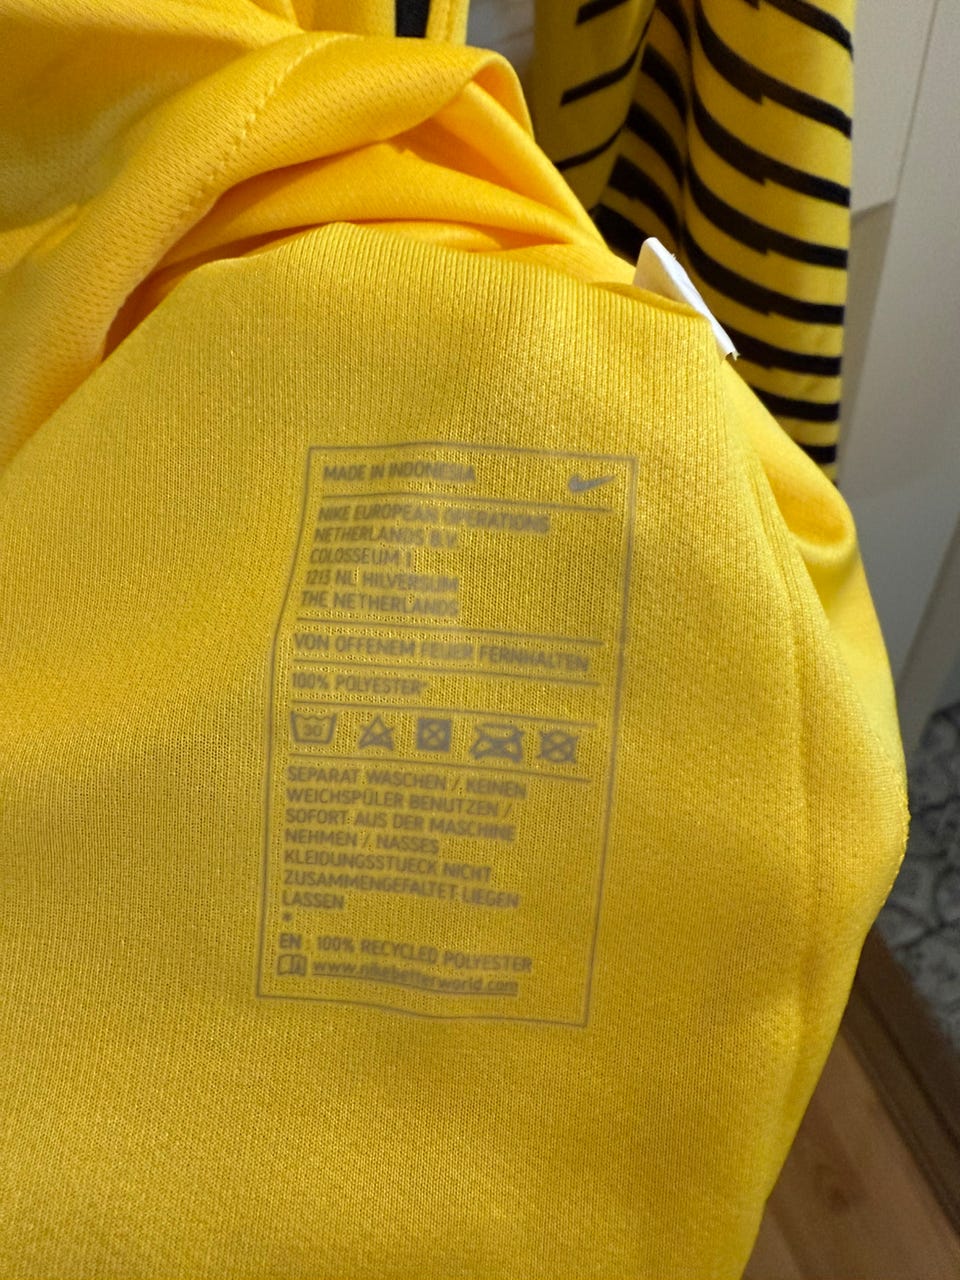 MADE IN INDONESIA
NIKE EUROPEAN OPERATIONS
NETHERLANDS B.V.
COLOSSEUM 1
1213 NL HILVERSUM
THE NETHERLANDS
VON OFFENEM FEUER FERNHALTEN
100% POLYESTER*
30
SEPARAT WASCHEN / KEINEN
WEICHSPÜLER BENUTZEN /
SOFORT AUS DER MASCHINE
NEHMEN / NASSES
KLEIDUNGSSTUECK NICHT
ZUSAMMENGEFALTET LIEGEN
LASSEN
*
EN : 100% RECYCLED POLYESTER
www.nikebetterworld.com